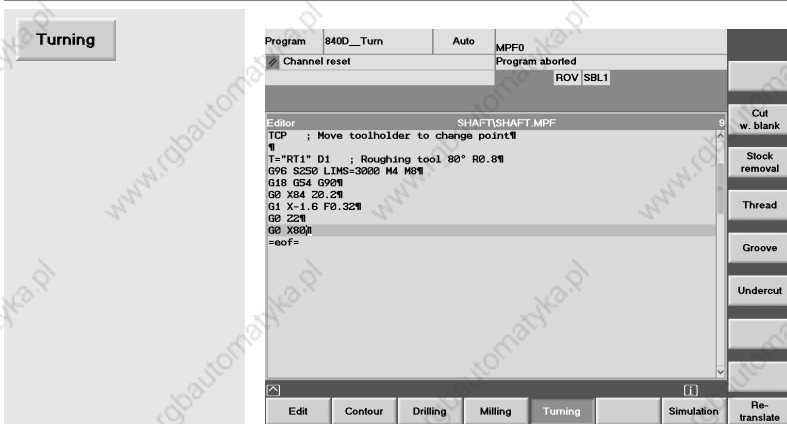 Turning
Program 840D__Turn Auto MPF0
Channel reset Program aborted
ROV SBL1
Editor SHAFT\SHAFT.MPF 9
TCP ; Move toolholder to change point¶
¶
T="RT1" D1 ; Roughing tool 80° R0.8¶
G96 S250 LIMS=3000 M4 M8¶
G18 G54 G90¶
G0 X84 Z0.2¶
G1 X-1.6 F0.32¶
G0 Z2¶
G0 X80¶
=eof=
Cut
w. blank
Stock
removal
Thread
Groove
Undercut
i
Edit Contour Drilling Milling Turning Simulation
Re-
translate
www.rgbautomatyka.pl